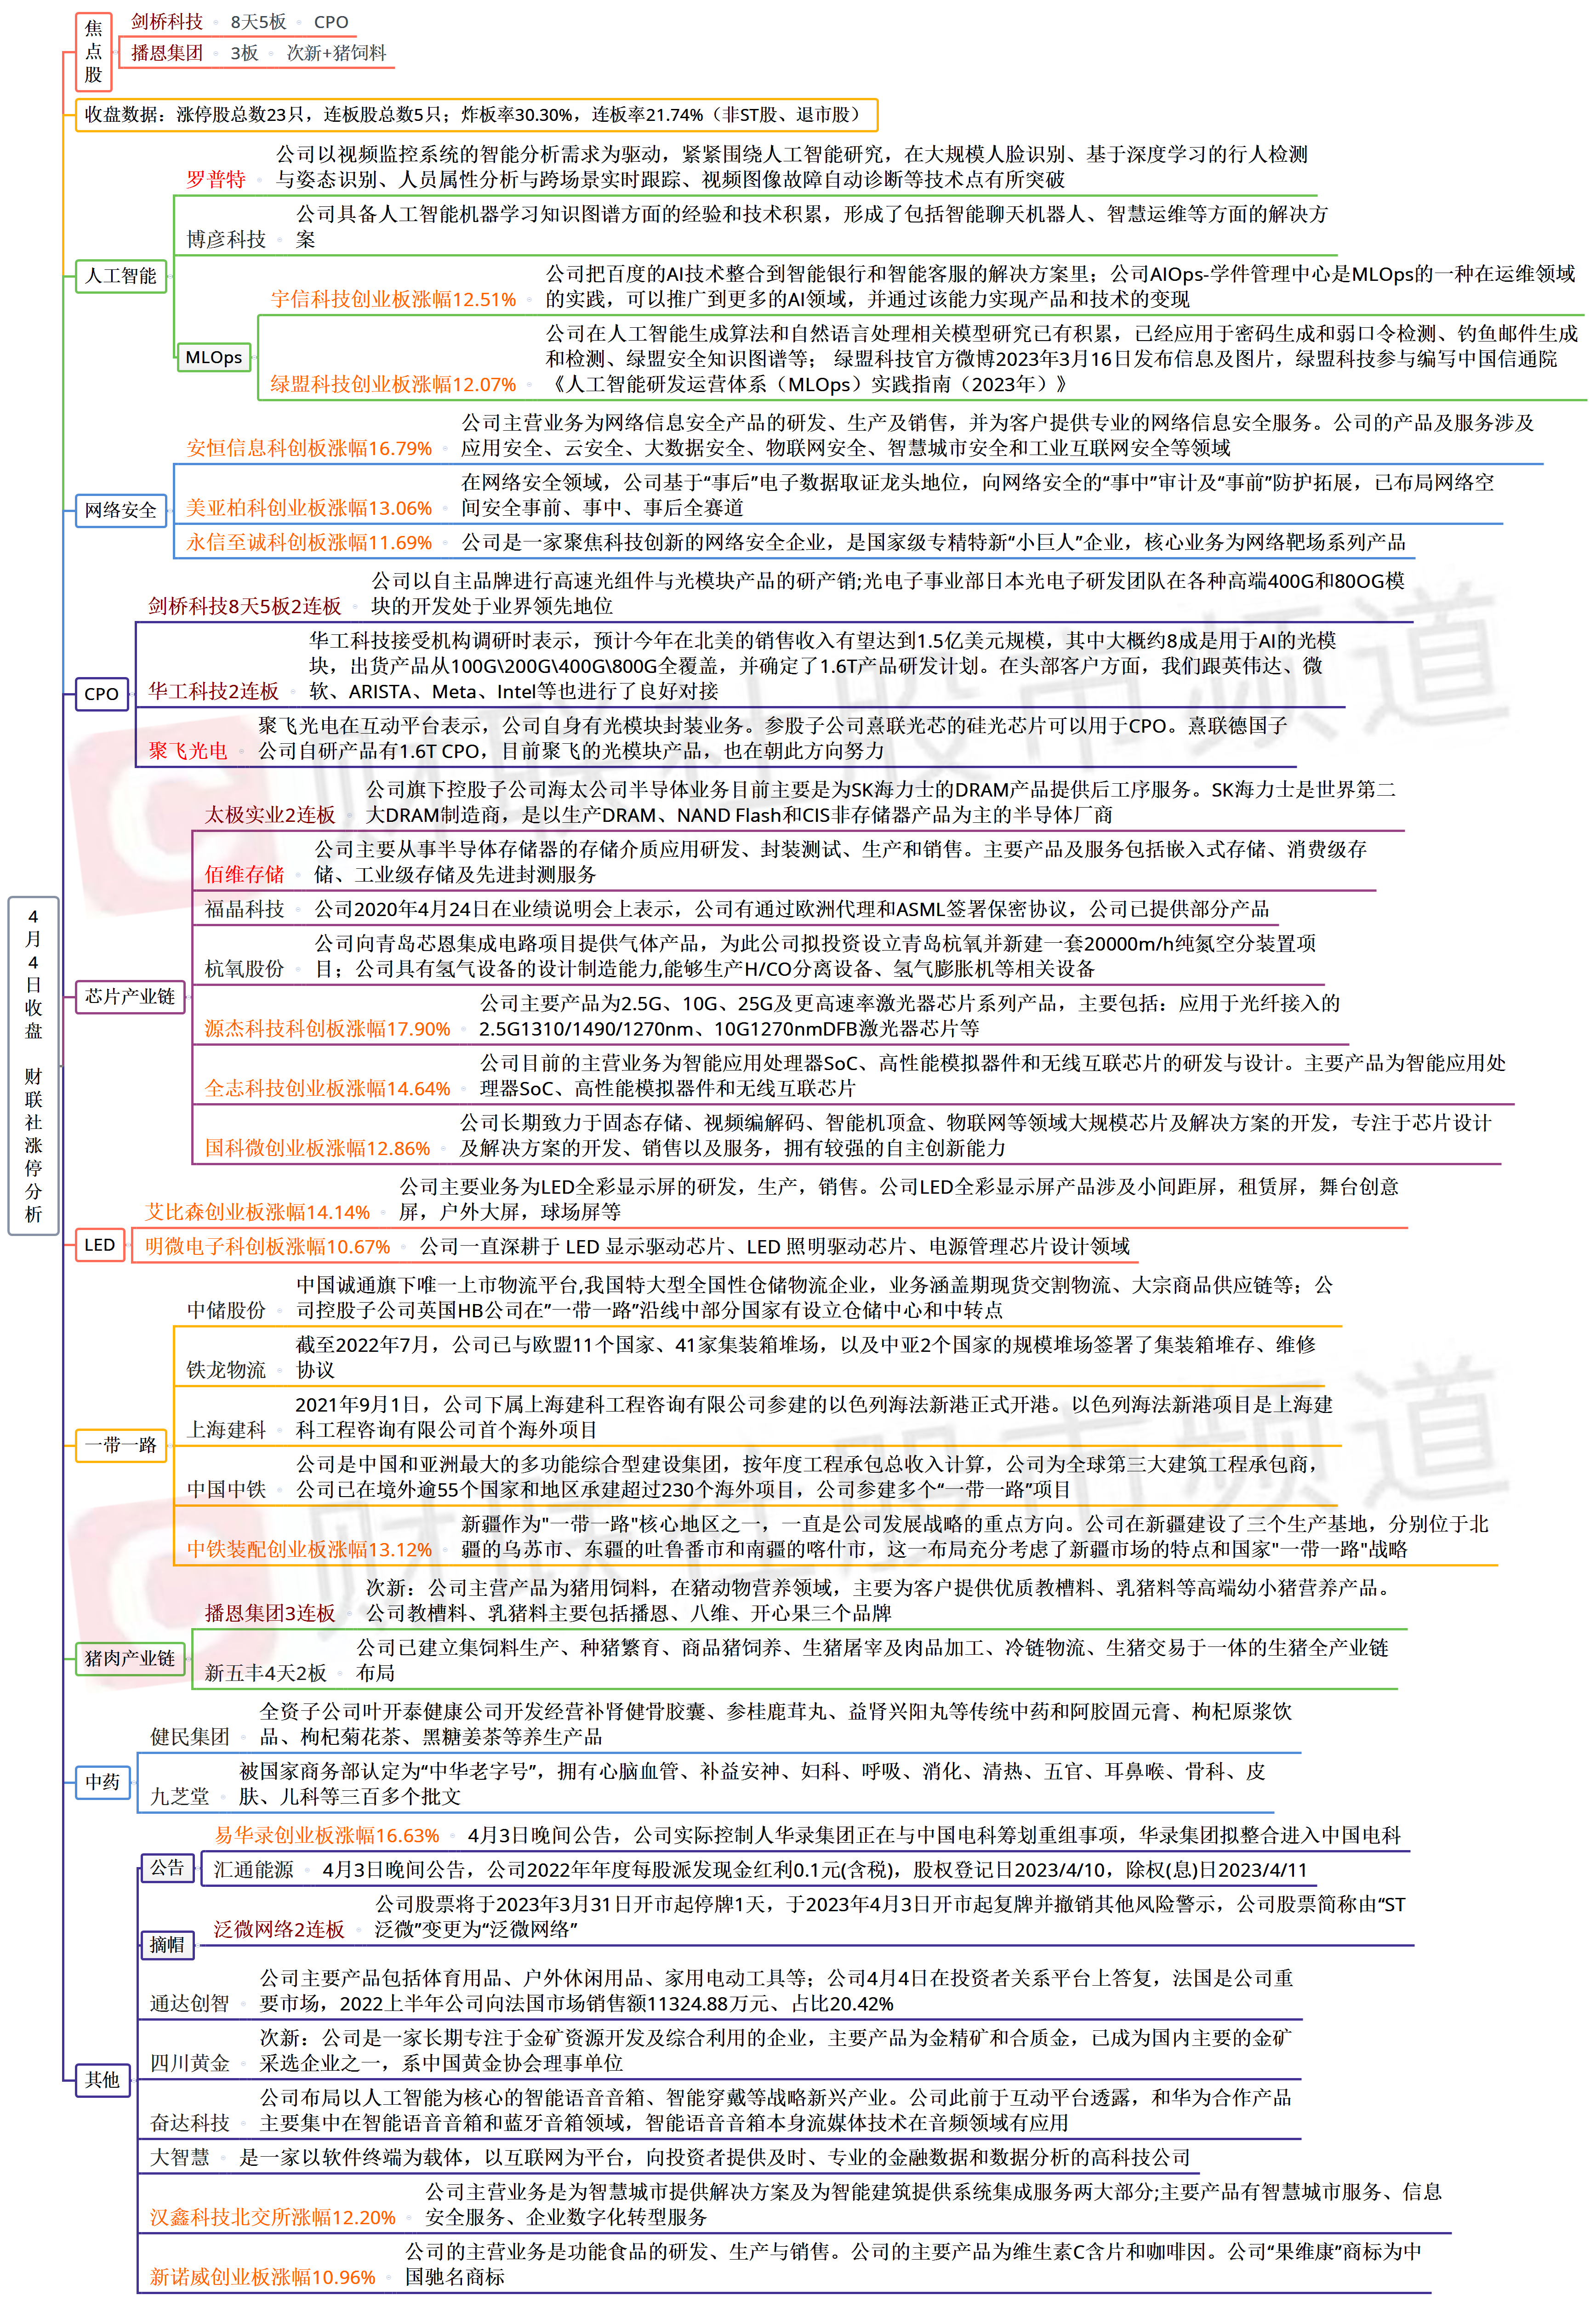 4月4日收盘 财联社涨停分析
焦点股
剑桥科技 8天5板 CPO
播恩集团 3板 次新+猪饲料
收盘数据：涨停股总数23只，连板股总数5只；炸板率30.30%，连板率21.74%（非ST股、退市股）
人工智能
罗普特
公司以视频监控系统的智能分析需求为驱动，紧紧围绕人工智能研究，在大规模人脸识别、基于深度学习的行人检测
与姿态识别、人员属性分析与跨场景实时跟踪、视频图像故障自动诊断等技术点有所突破
博彦科技
公司具备人工智能机器学习知识图谱方面的经验和技术积累，形成了包括智能聊天机器人、智慧运维等方面的解决方
案
MLOps
宇信科技创业板涨幅12.51%
公司把百度的AI技术整合到智能银行和智能客服的解决方案里；公司AIOps-学件管理中心是MLOps的一种在运维领域
的实践，可以推广到更多的AI领域，并通过该能力实现产品和技术的变现
绿盟科技创业板涨幅12.07%
公司在人工智能生成算法和自然语言处理相关模型研究已有积累，已经应用于密码生成和弱口令检测、钓鱼邮件生成
和检测、绿盟安全知识图谱等； 绿盟科技官方微博2023年3月16日发布信息及图片，绿盟科技参与编写中国信通院
《人工智能研发运营体系（MLOps）实践指南（2023年）》
网络安全
安恒信息科创板涨幅16.79%
公司主营业务为网络信息安全产品的研发、生产及销售，并为客户提供专业的网络信息安全服务。公司的产品及服务涉及
应用安全、云安全、大数据安全、物联网安全、智慧城市安全和工业互联网安全等领域
美亚柏科创业板涨幅13.06%
在网络安全领域，公司基于“事后”电子数据取证龙头地位，向网络安全的“事中”审计及“事前”防护拓展，已布局网络空
间安全事前、事中、事后全赛道
永信至诚科创板涨幅11.69%
公司是一家聚焦科技创新的网络安全企业，是国家级专精特新“小巨人”企业，核心业务为网络靶场系列产品
CPO
剑桥科技8天5板2连板
公司以自主品牌进行高速光组件与光模块产品的研产销;光电子事业部日本光电子研发团队在各种高端400G和80OG模
块的开发处于业界领先地位
华工科技2连板
华工科技接受机构调研时表示，预计今年在北美的销售收入有望达到1.5亿美元规模，其中大概约8成是用于AI的光模
块，出货产品从100G\200G\400G\800G全覆盖，并确定了1.6T产品研发计划。在头部客户方面，我们跟英伟达、微
软、ARISTA、Meta、Intel等也进行了良好对接
聚飞光电
聚飞光电在互动平台表示，公司自身有光模块封装业务。参股子公司熹联光芯的硅光芯片可以用于CPO。熹联德国子
公司自研产品有1.6T CPO，目前聚飞的光模块产品，也在朝此方向努力
芯片产业链
太极实业2连板
公司旗下控股子公司海太公司半导体业务目前主要是为SK海力士的DRAM产品提供后工序服务。SK海力士是世界第二
大DRAM制造商，是以生产DRAM、NAND Flash和CIS非存储器产品为主的半导体厂商
佰维存储
公司主要从事半导体存储器的存储介质应用研发、封装测试、生产和销售。主要产品及服务包括嵌入式存储、消费级存
储、工业级存储及先进封测服务
福晶科技
公司2020年4月24日在业绩说明会上表示，公司有通过欧洲代理和ASML签署保密协议，公司已提供部分产品
杭氧股份
公司向青岛芯恩集成电路项目提供气体产品，为此公司拟投资设立青岛杭氧并新建一套20000m/h纯氮空分装置项
目；公司具有氢气设备的设计制造能力,能够生产H/CO分离设备、氢气膨胀机等相关设备
源杰科技科创板涨幅17.90%
公司主要产品为2.5G、10G、25G及更高速率激光器芯片系列产品，主要包括：应用于光纤接入的
2.5G1310/1490/1270nm、10G1270nmDFB激光器芯片等
全志科技创业板涨幅14.64%
公司目前的主营业务为智能应用处理器SoC、高性能模拟器件和无线互联芯片的研发与设计。主要产品为智能应用处
理器SoC、高性能模拟器件和无线互联芯片
国科微创业板涨幅12.86%
公司长期致力于固态存储、视频编解码、智能机顶盒、物联网等领域大规模芯片及解决方案的开发，专注于芯片设计
及解决方案的开发、销售以及服务，拥有较强的自主创新能力
LED
艾比森创业板涨幅14.14%
公司主要业务为LED全彩显示屏的研发，生产，销售。公司LED全彩显示屏产品涉及小间距屏，租赁屏，舞台创意
屏，户外大屏，球场屏等
明微电子科创板涨幅10.67%
公司一直深耕于 LED 显示驱动芯片、LED 照明驱动芯片、电源管理芯片设计领域
一带一路
中储股份
中国诚通旗下唯一上市物流平台,我国特大型全国性仓储物流企业，业务涵盖期现货交割物流、大宗商品供应链等；公
司控股子公司英国HB公司在”一带一路”沿线中部分国家有设立仓储中心和中转点
铁龙物流
截至2022年7月，公司已与欧盟11个国家、41家集装箱堆场，以及中亚2个国家的规模堆场签署了集装箱堆存、维修
协议
上海建科
2021年9月1日，公司下属上海建科工程咨询有限公司参建的以色列海法新港正式开港。以色列海法新港项目是上海建
科工程咨询有限公司首个海外项目
中国中铁
公司是中国和亚洲最大的多功能综合型建设集团，按年度工程承包总收入计算，公司为全球第三大建筑工程承包商，
公司已在境外逾55个国家和地区承建超过230个海外项目，公司参建多个“一带一路”项目
中铁装配创业板涨幅13.12%
新疆作为"一带一路"核心地区之一，一直是公司发展战略的重点方向。公司在新疆建设了三个生产基地，分别位于北
疆的乌苏市、东疆的吐鲁番市和南疆的喀什市，这一布局充分考虑了新疆市场的特点和国家"一带一路"战略
猪肉产业链
播恩集团3连板
次新：公司主营产品为猪用饲料，在猪动物营养领域，主要为客户提供优质教槽料、乳猪料等高端幼小猪营养产品。
公司教槽料、乳猪料主要包括播恩、八维、开心果三个品牌
新五丰4天2板
公司已建立集饲料生产、种猪繁育、商品猪饲养、生猪屠宰及肉品加工、冷链物流、生猪交易于一体的生猪全产业链
布局
中药
健民集团
全资子公司叶开泰健康公司开发经营补肾健骨胶囊、参桂鹿茸丸、益肾兴阳丸等传统中药和阿胶固元膏、枸杞原浆饮
品、枸杞菊花茶、黑糖姜茶等养生产品
九芝堂
被国家商务部认定为“中华老字号”，拥有心脑血管、补益安神、妇科、呼吸、消化、清热、五官、耳鼻喉、骨科、皮
肤、儿科等三百多个批文
其他
公告
易华录创业板涨幅16.63%
4月3日晚间公告，公司实际控制人华录集团正在与中国电科筹划重组事项，华录集团拟整合进入中国电科
汇通能源
4月3日晚间公告，公司2022年年度每股派发现金红利0.1元(含税)，股权登记日2023/4/10，除权(息)日2023/4/11
摘帽
泛微网络2连板
公司股票将于2023年3月31日开市起停牌1天，于2023年4月3日开市起复牌并撤销其他风险警示，公司股票简称由“ST
泛微”变更为“泛微网络”
通达创智
公司主要产品包括体育用品、户外休闲用品、家用电动工具等；公司4月4日在投资者关系平台上答复，法国是公司重
要市场，2022上半年公司向法国市场销售额11324.88万元、占比20.42%
四川黄金
次新：公司是一家长期专注于金矿资源开发及综合利用的企业，主要产品为金精矿和合质金，已成为国内主要的金矿
采选企业之一，系中国黄金协会理事单位
奋达科技
公司布局以人工智能为核心的智能语音音箱、智能穿戴等战略新兴产业。公司此前于互动平台透露，和华为合作产品
主要集中在智能语音音箱和蓝牙音箱领域，智能语音音箱本身流媒体技术在音频领域有应用
大智慧
是一家以软件终端为载体，以互联网为平台，向投资者提供及时、专业的金融数据和数据分析的高科技公司
汉鑫科技北交所涨幅12.20%
公司主营业务是为智慧城市提供解决方案及为智能建筑提供系统集成服务两大部分;主要产品有智慧城市服务、信息
安全服务、企业数字化转型服务
新诺威创业板涨幅10.96%
公司的主营业务是功能食品的研发、生产与销售。公司的主要产品为维生素C含片和咖啡因。公司“果维康”商标为中
国驰名商标
财联社股市频道
财联社股市频道